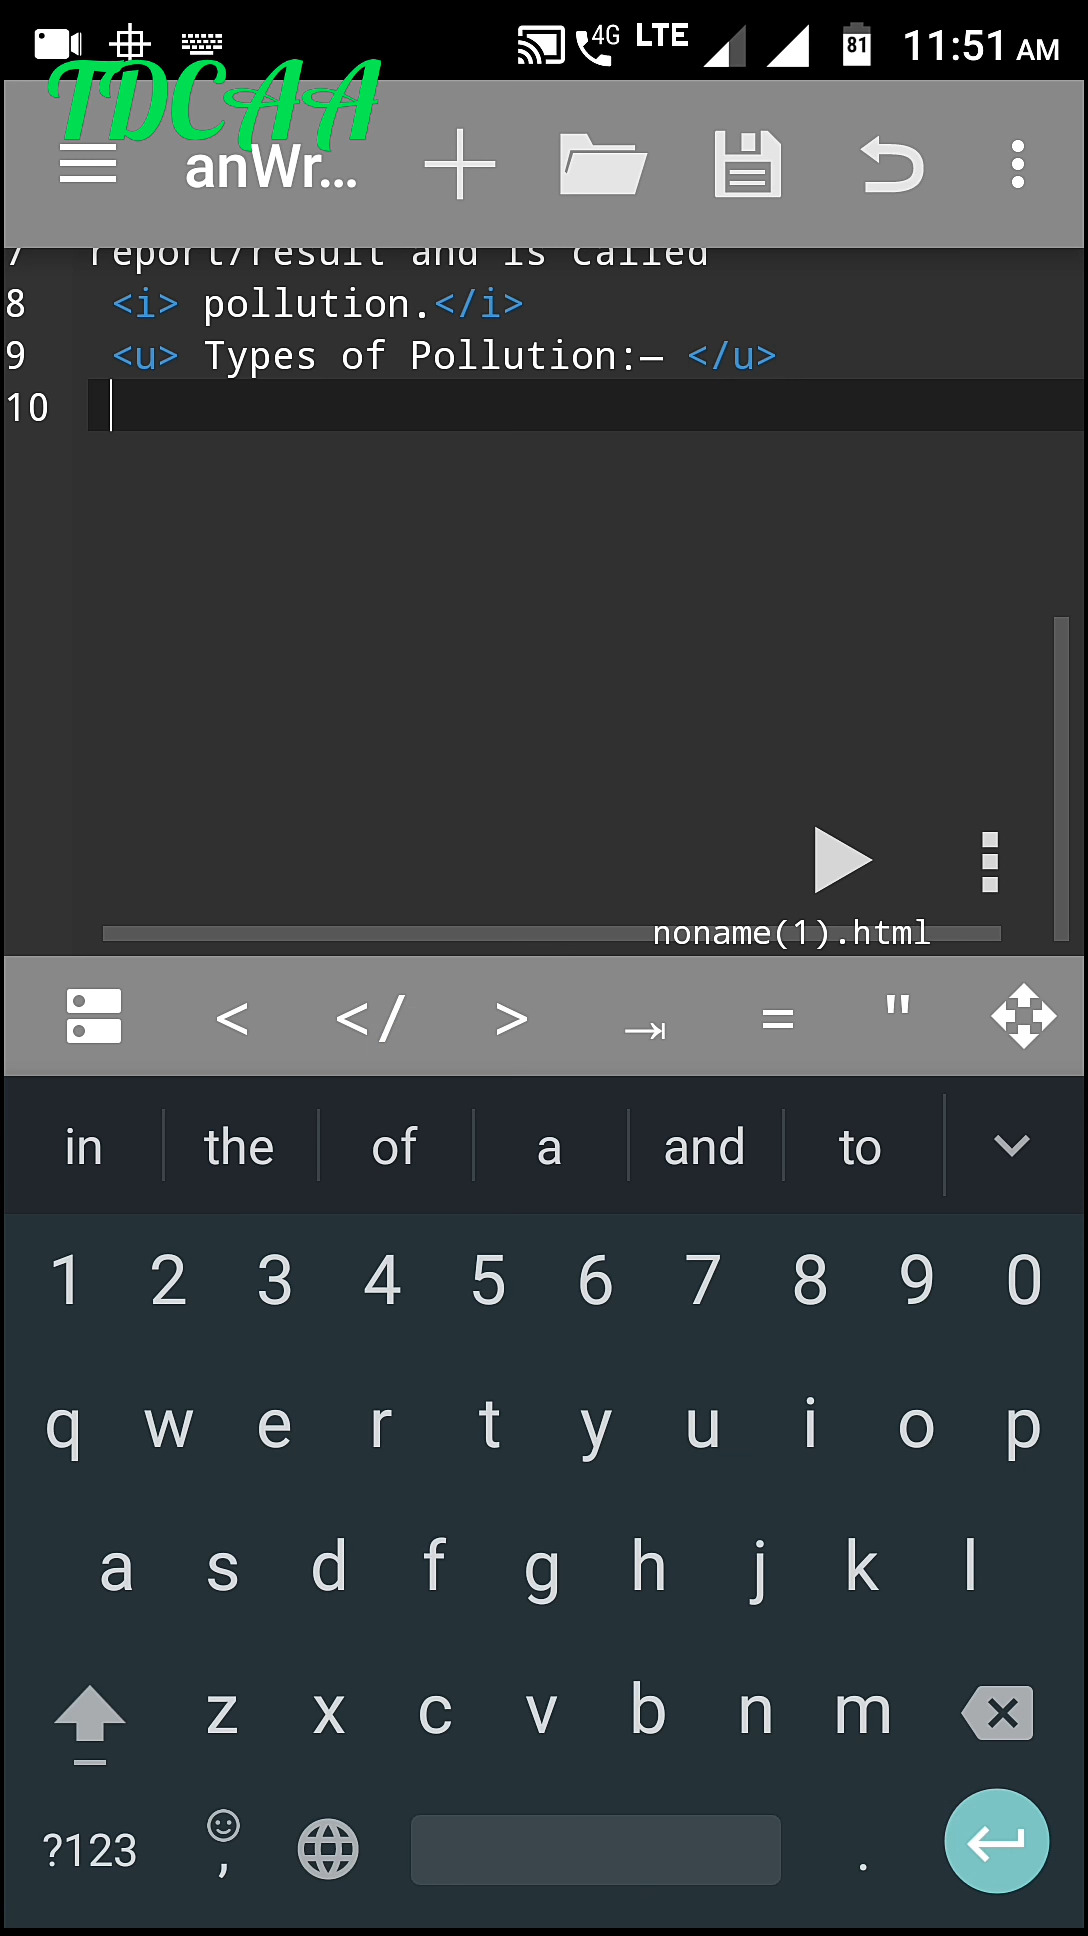 4G LTE 81 11:51 AM
TDCAA
anWr...
7 report/result and is called
8 <i> pollution.</i>
9 <u> Types of Pollution:— </u>
10
noname(1).html
< </ > = "
in the of a and to
1 2 3 4 5 6 7 8 9 0
q w e r t y u i o p
a s d f g h j k l
z x c v b n m
?123 , .